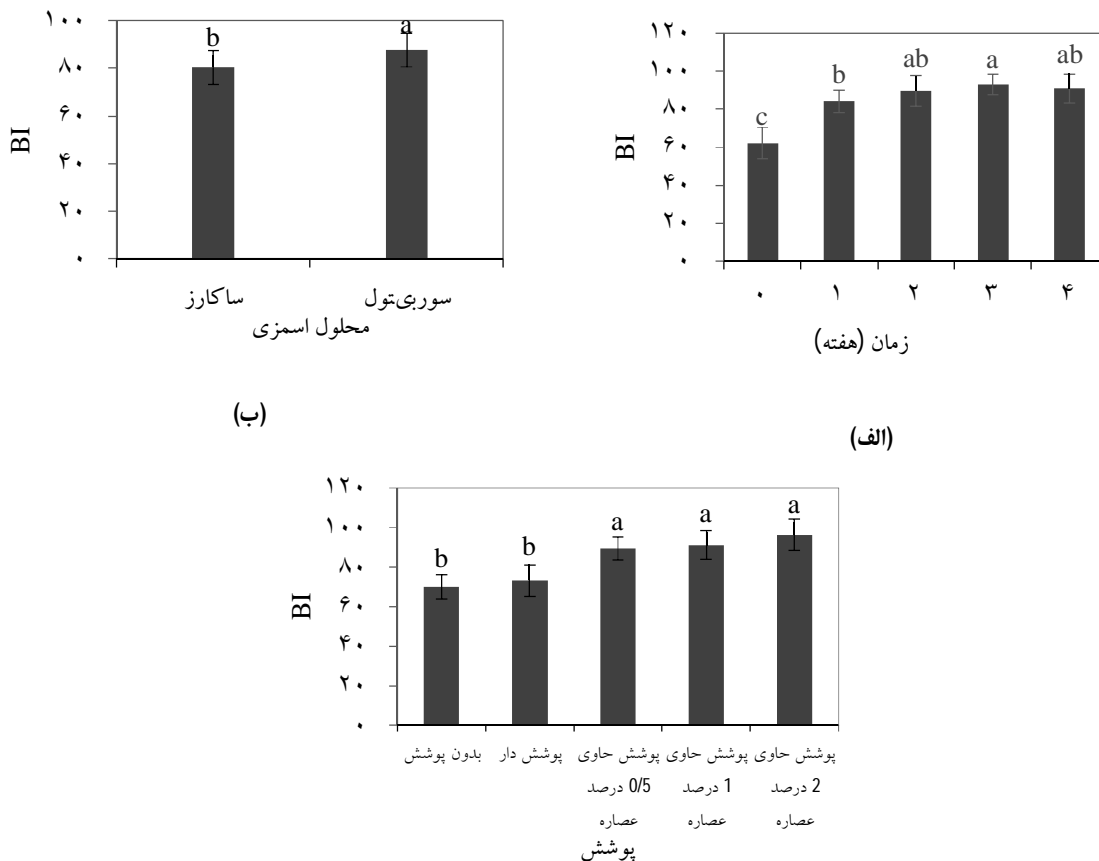 ۱۲۰
۱۰۰
۸۰
۶۰
۴۰
۲۰
۰
BI
c
b
ab
a
ab
۰ ۱ ۲ ۳ ۴
زمان (هفته)
(الف)
۱۰۰
۸۰
۶۰
۴۰
۲۰
۰
BI
b
a
ساکارز
سوربیتول
محلول اسمزی
(ب)
۱۲۰
۱۰۰
۸۰
۶۰
۴۰
۲۰
۰
BI
b
b
a
a
a
بدون پوشش
پوشش دار
پوشش حاوی
0/5 درصد
عصاره
پوشش حاوی
1 درصد
عصاره
پوشش حاوی
2 درصد
عصاره
پوشش